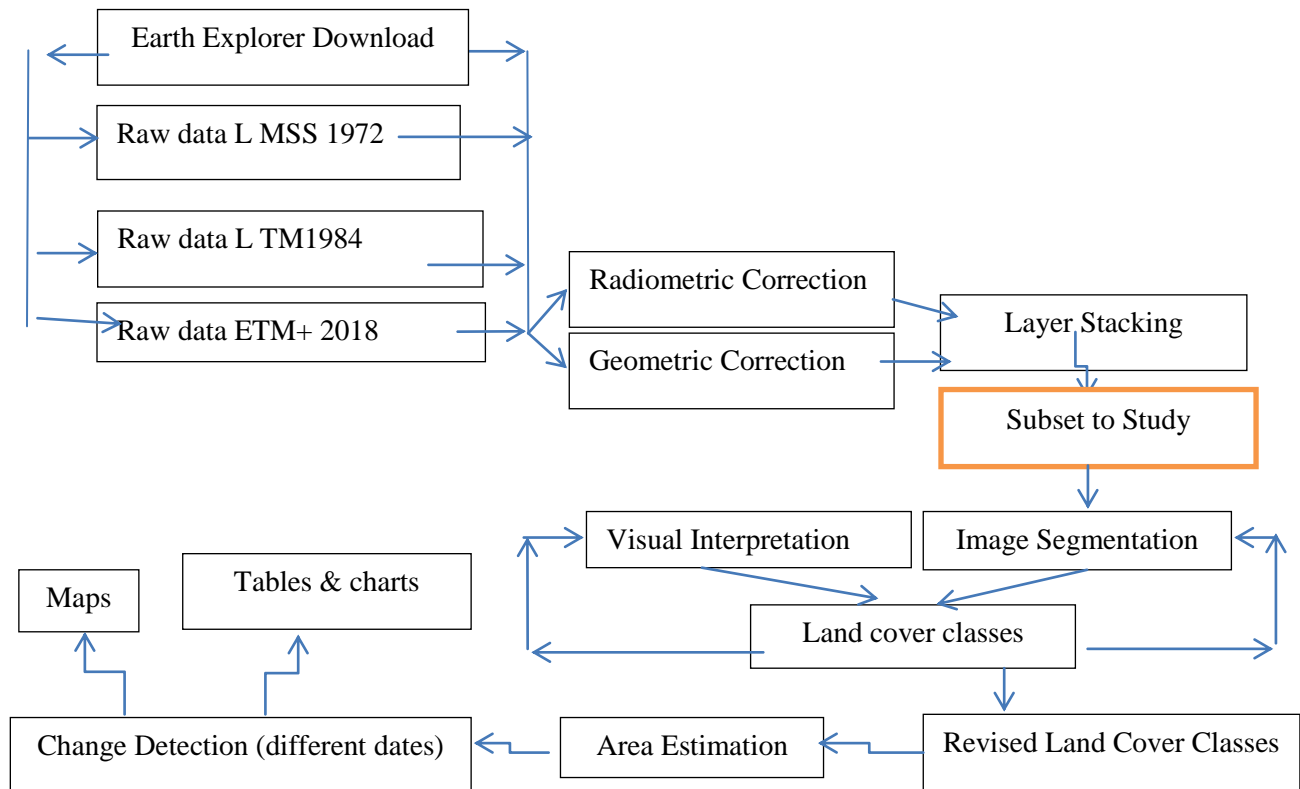 Earth Explorer Download
Raw data L MSS 1972
Raw data L TM1984
Raw data ETM+ 2018
Radiometric Correction
Geometric Correction
Layer Stacking
Subset to Study
Visual Interpretation
Image Segmentation
Land cover classes
Tables & charts
Maps
Change Detection (different dates)
Area Estimation
Revised Land Cover Classes